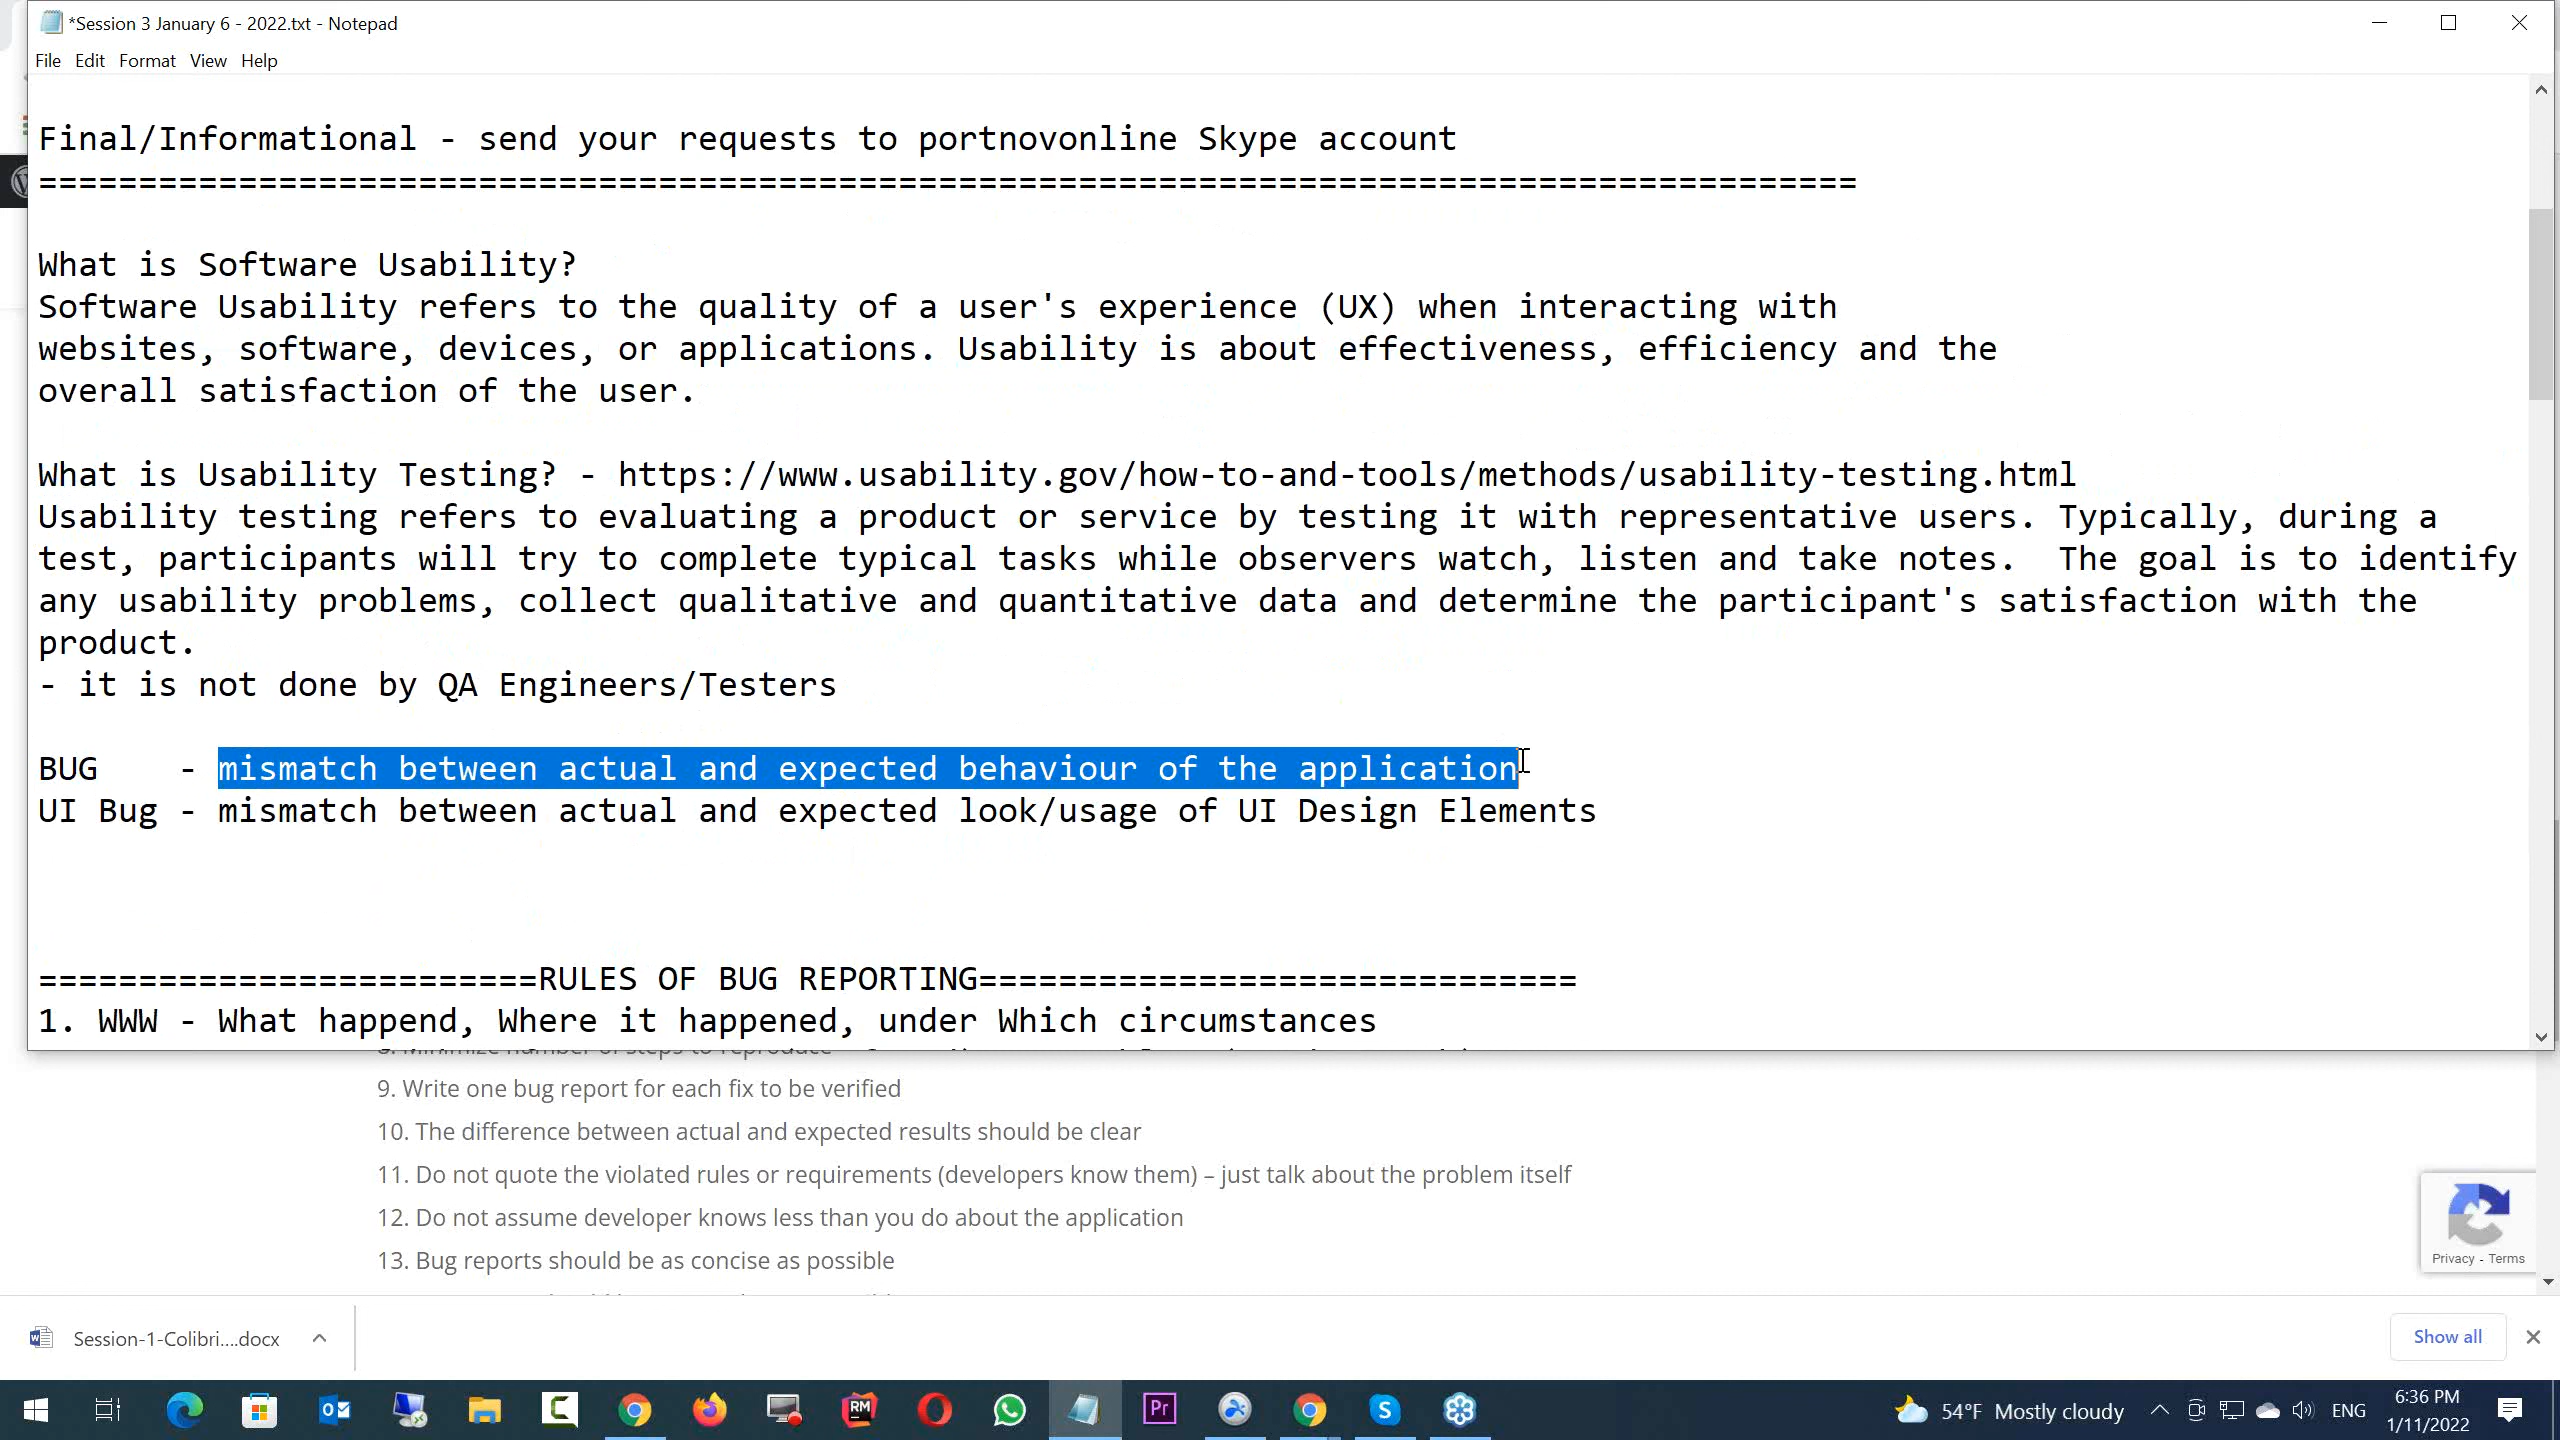 *Session 3 January 6 - 2022.txt - Notepad
File Edit Format View Help
Final/Informational - send your requests to portnovonline Skype account
===========================================================================================
What is Software Usability?
Software Usability refers to the quality of a user's experience (UX) when interacting with
websites, software, devices, or applications. Usability is about effectiveness, efficiency and the
overall satisfaction of the user.
What is Usability Testing? - https://www.usability.gov/how-to-and-tools/methods/usability-testing.html
Usability testing refers to evaluating a product or service by testing it with representative users. Typically, during a
test, participants will try to complete typical tasks while observers watch, listen and take notes.  The goal is to identify
any usability problems, collect qualitative and quantitative data and determine the participant's satisfaction with the
product.
- it is not done by QA Engineers/Testers
BUG    - mismatch between actual and expected behaviour of the application
UI Bug - mismatch between actual and expected look/usage of UI Design Elements
=========================RULES OF BUG REPORTING==============================
1. WWW - What happend, Where it happened, under Which circumstances
9. Write one bug report for each fix to be verified
10. The difference between actual and expected results should be clear
11. Do not quote the violated rules or requirements (developers know them) – just talk about the problem itself
12. Do not assume developer knows less than you do about the application
13. Bug reports should be as concise as possible
Privacy - Terms
Session-1-Colibri....docx
Show all
54°F Mostly cloudy
ENG
6:36 PM
1/11/2022